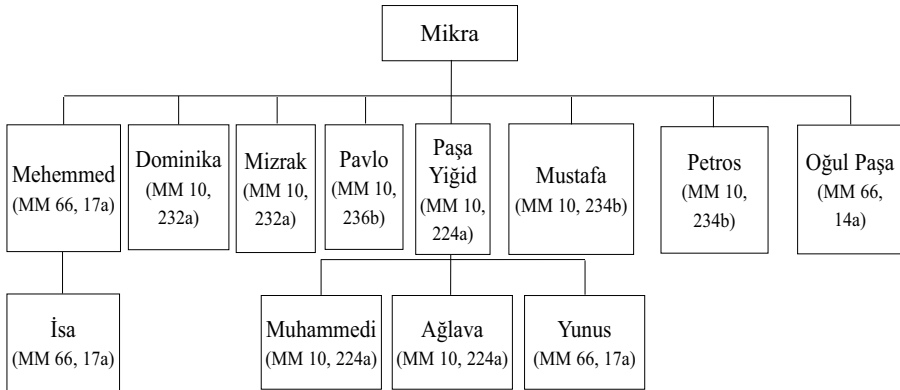 Mikra
Mehemmed
(MM 66, 17a)
Dominika
(MM 10,
232a)
Mizrak
(MM 10,
232a)
Pavlo
(MM 10,
236b)
Paşa
Yiğid
(MM 10,
224a)
Mustafa
(MM 10, 234b)
Petros
(MM 10,
234b)
Oğul Paşa
(MM 66,
14a)
İsa
(MM 66, 17a)
Muhammedi
(MM 10, 224a)
Ağlava
(MM 10, 224a)
Yunus
(MM 66, 17a)